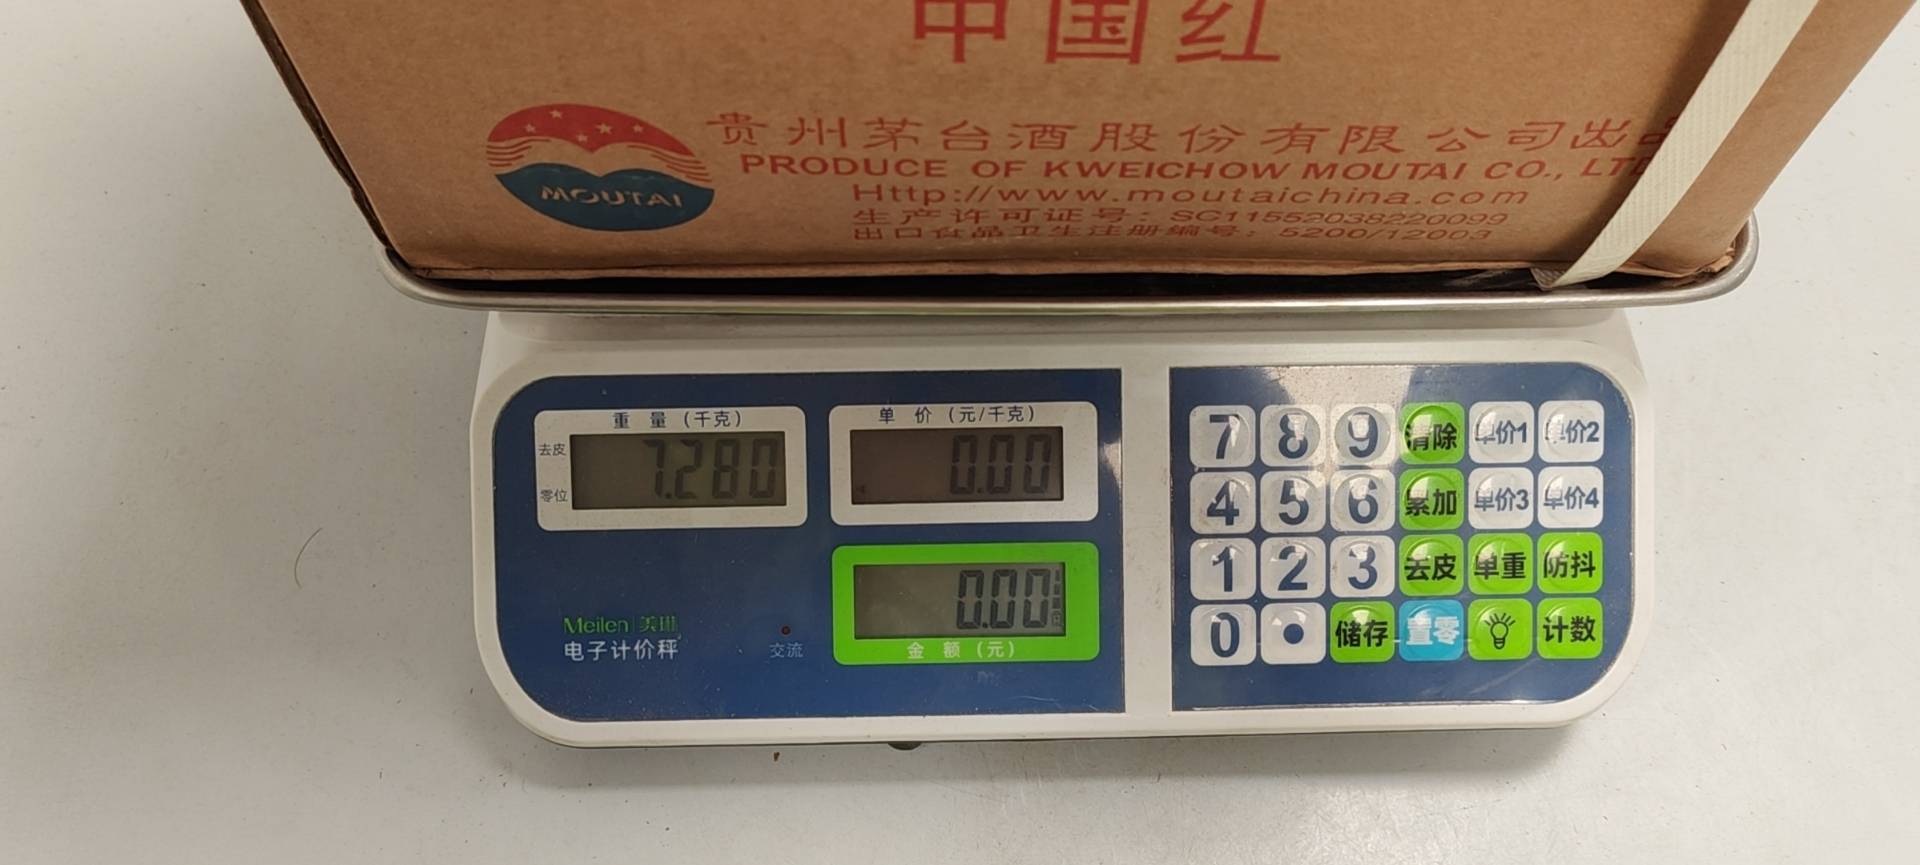 中国红
贵州茅台酒股份有限公司出品
MOUTAI
PRODUCE OF KWEICHOW MOUTAI CO., LTD
Http://www.moutaichina.com
生产许可证号：SC11552038220099
出口食品卫生注册编号：5200/12003
重量(千克)
单价(元/千克)
去皮
零位
7.280
0.00
0.00
金额(元)
Meilen 美琳
电子计价秤
交流
7 8 9 清除 单价1 单价2
4 5 6 累加 单价3 单价4
1 2 3 去皮 单重 防抖
0 • 储存 置零 计数